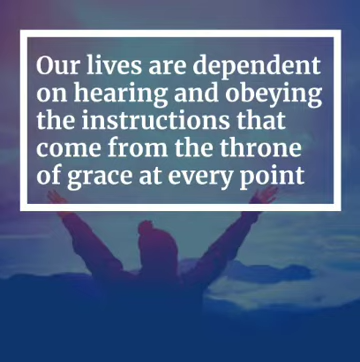 Our lives are dependent
on hearing and obeying
the instructions that
come from the throne
of grace at every point